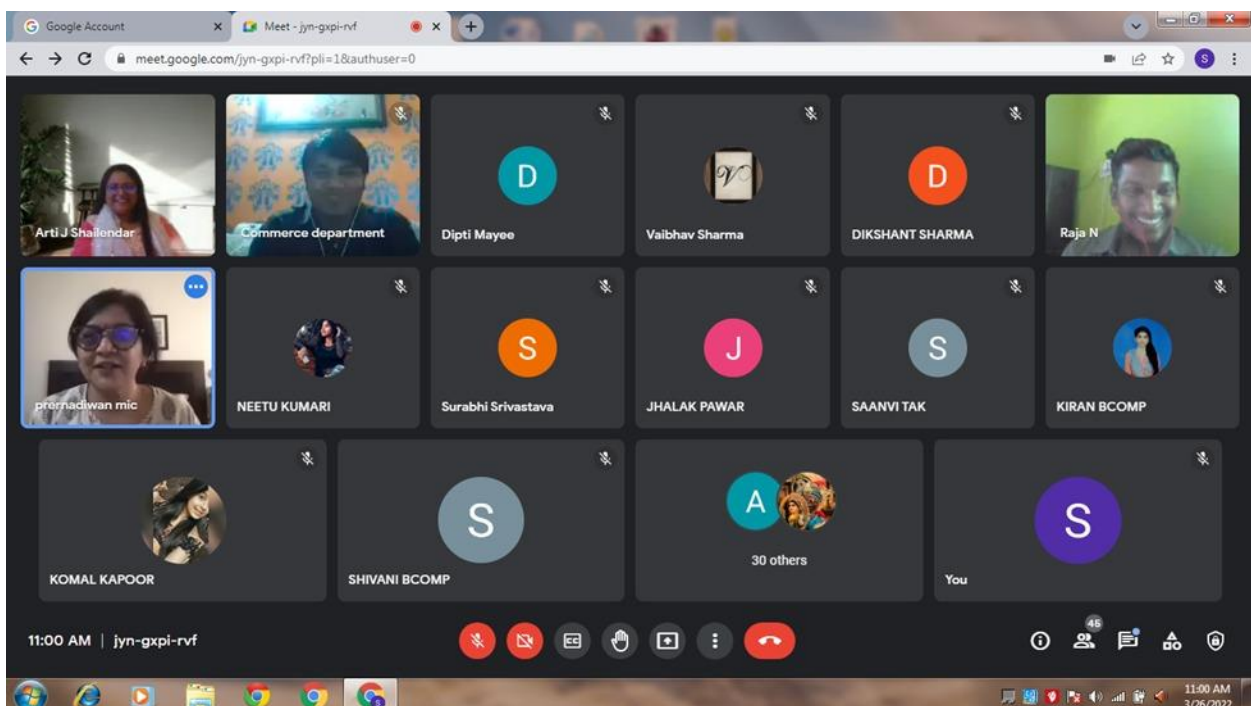 Google Account
Meet - jyn-gxpi-rvf
meet.google.com/jyn-gxpi-rvf?pli=1&authuser=0
S
D
V
D
Arti J Shailendar
Commerce department
Dipti Mayee
Vaibhav Sharma
DIKSHANT SHARMA
Raja N
S
J
S
prernadiwan mic
NEETU KUMARI
Surabhi Srivastava
JHALAK PAWAR
SAANVI TAK
KIRAN BCOMP
S
A
S
30 others
KOMAL KAPOOR
SHIVANI BCOMP
You
11:00 AM | jyn-gxpi-rvf
CC
45
11:00 AM
3/26/2022